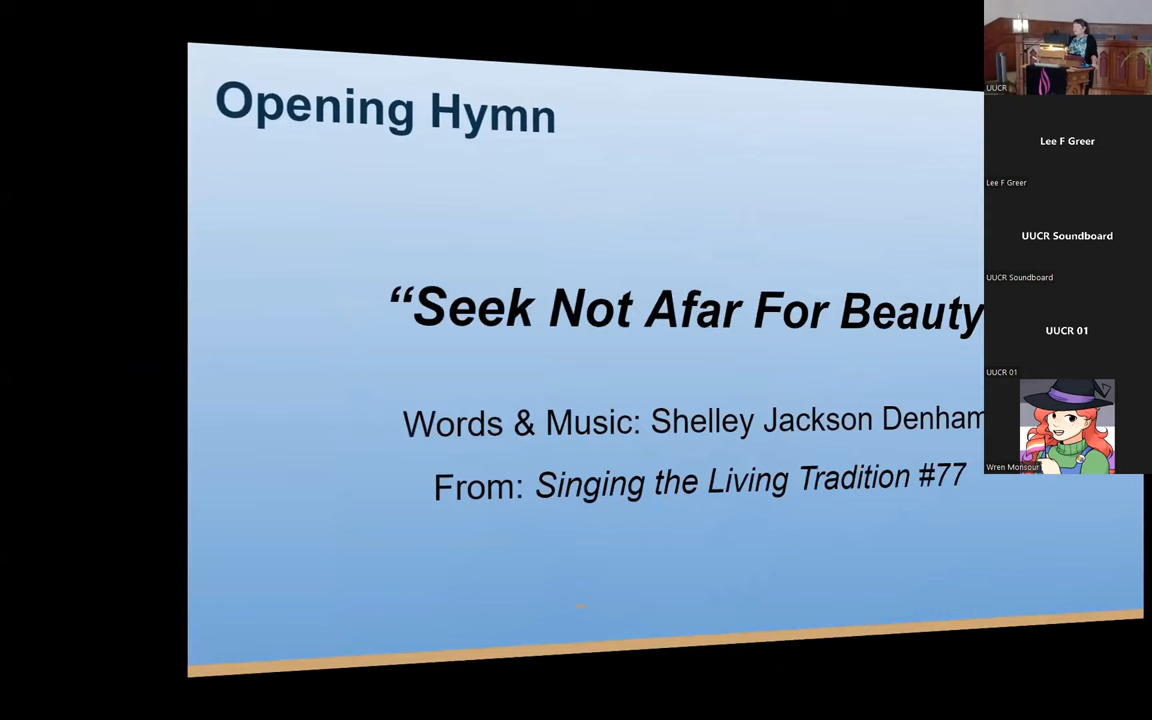 Opening Hymn
“Seek Not Afar For Beauty
Words & Music: Shelley Jackson Denham
From: Singing the Living Tradition #77
UUCR
Lee F Greer
Lee F Greer
UUCR Soundboard
UUCR Soundboard
UUCR 01
UUCR 01
Wren Monsour